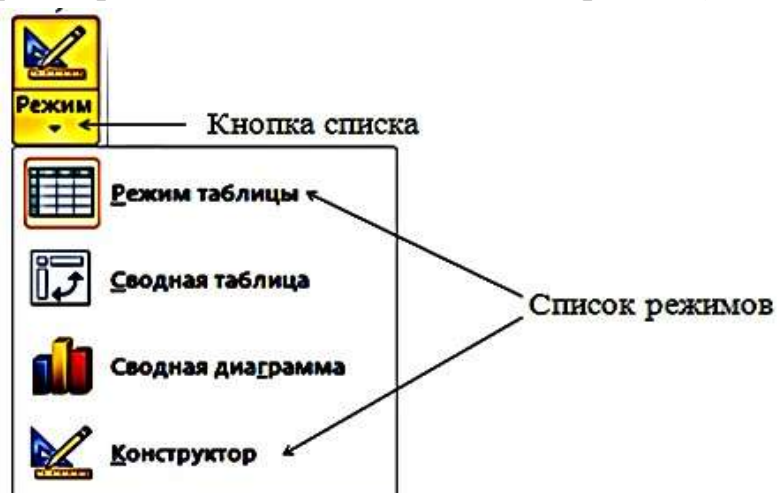 Режим
Кнопка списка
Режим таблицы
Сводная таблица
Список режимов
Сводная диаграмма
Конструктор